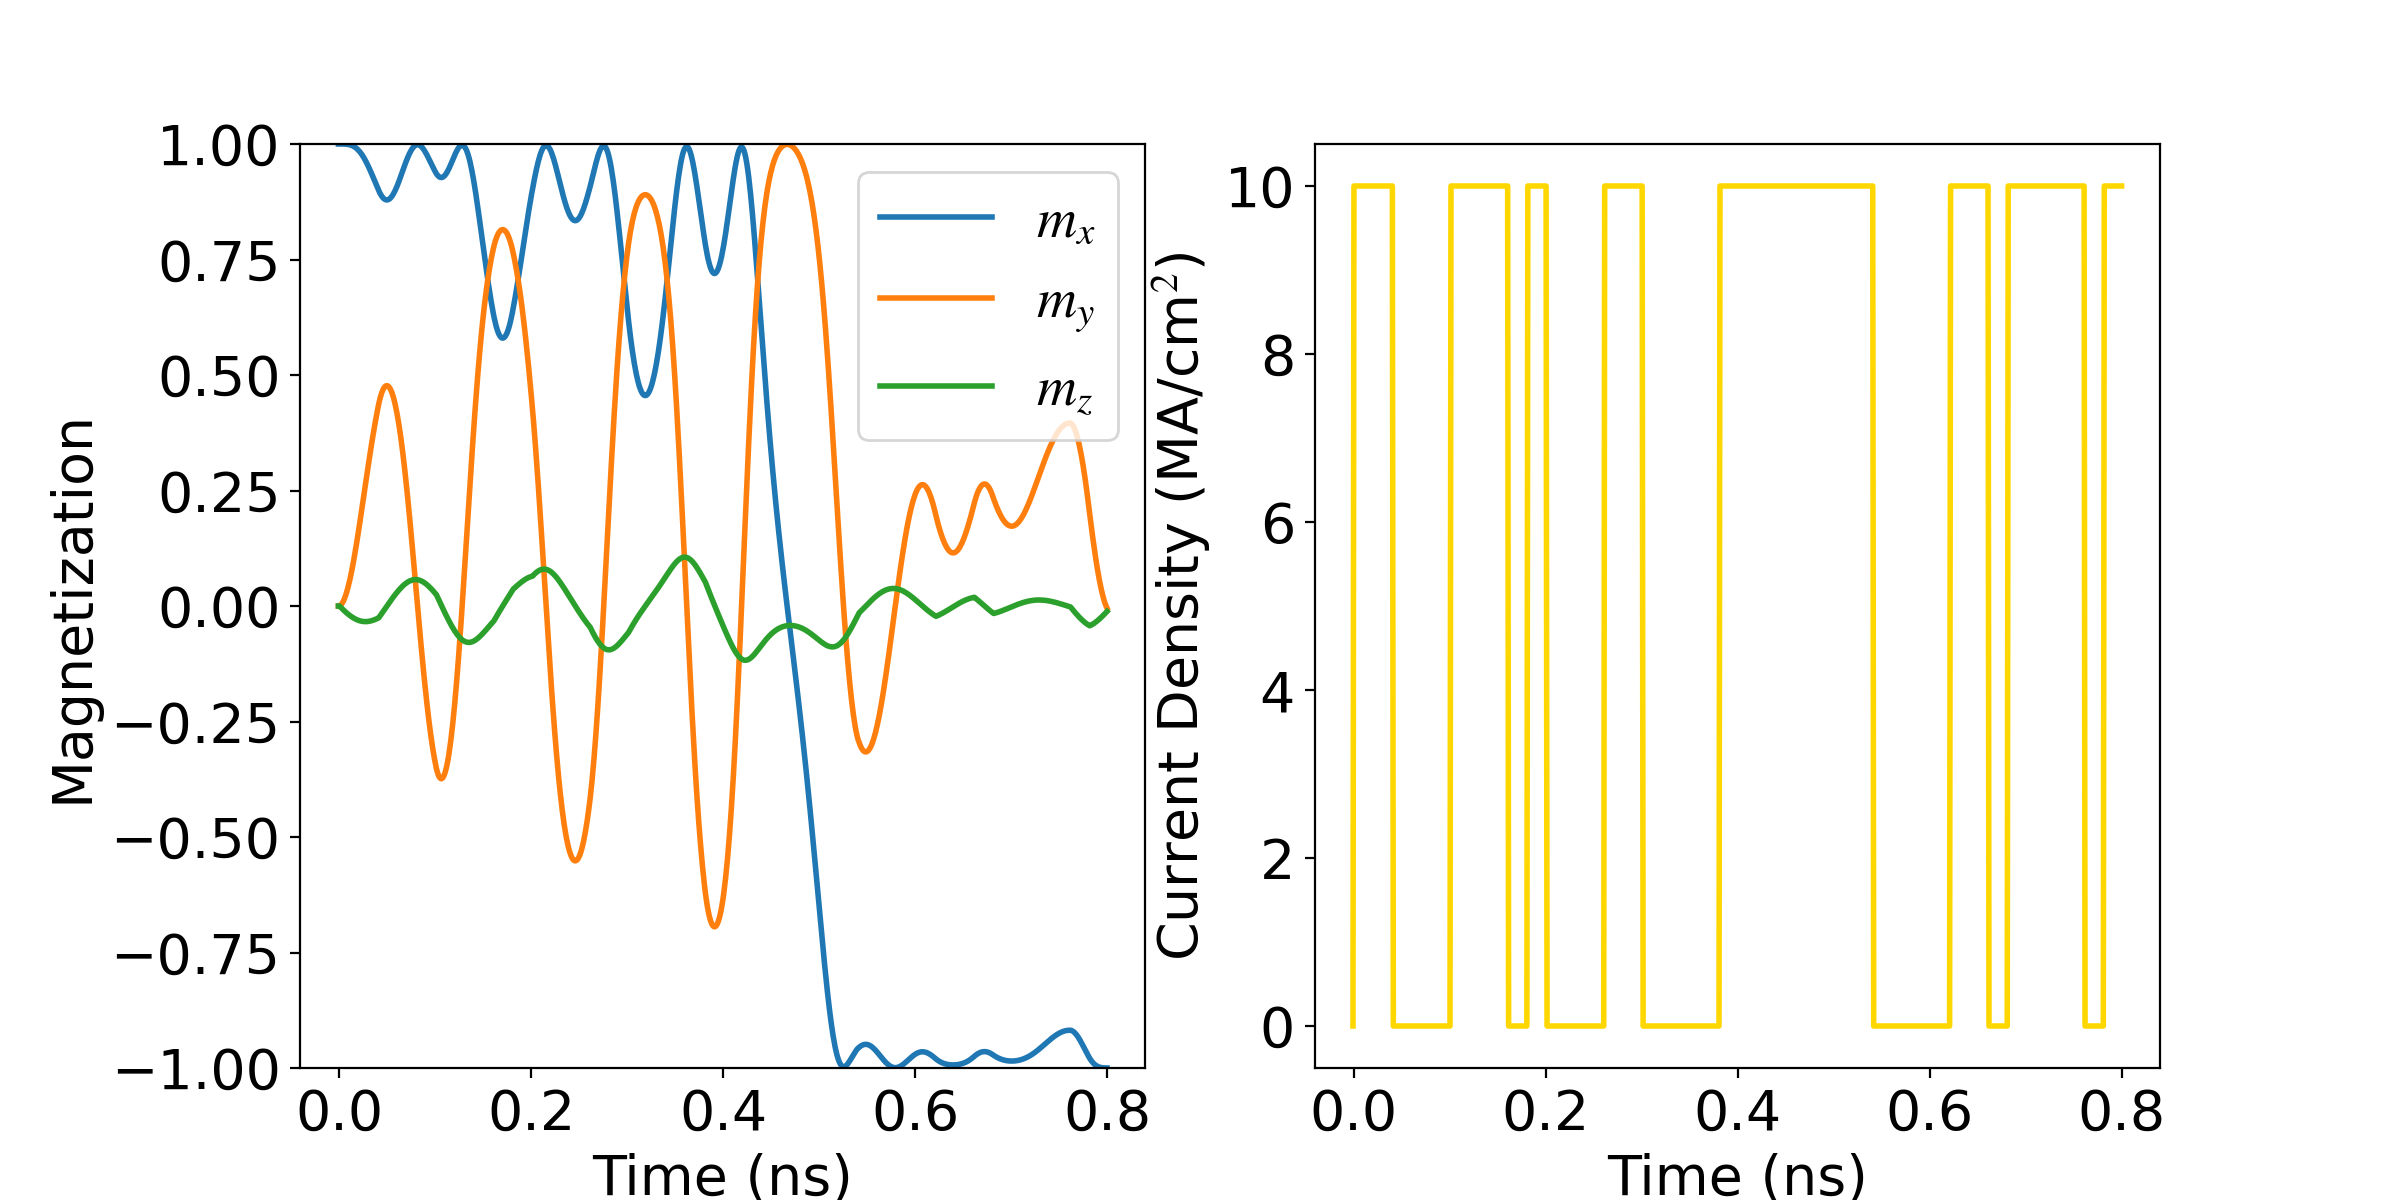 Magnetization
1.00
0.75
0.50
0.25
0.00
−0.25
−0.50
−0.75
−1.00
0.0 0.2 0.4 0.6 0.8
Time (ns)
m_x
m_y
m_z
Current Density (MA/cm²)
10
8
6
4
2
0
0.0 0.2 0.4 0.6 0.8
Time (ns)